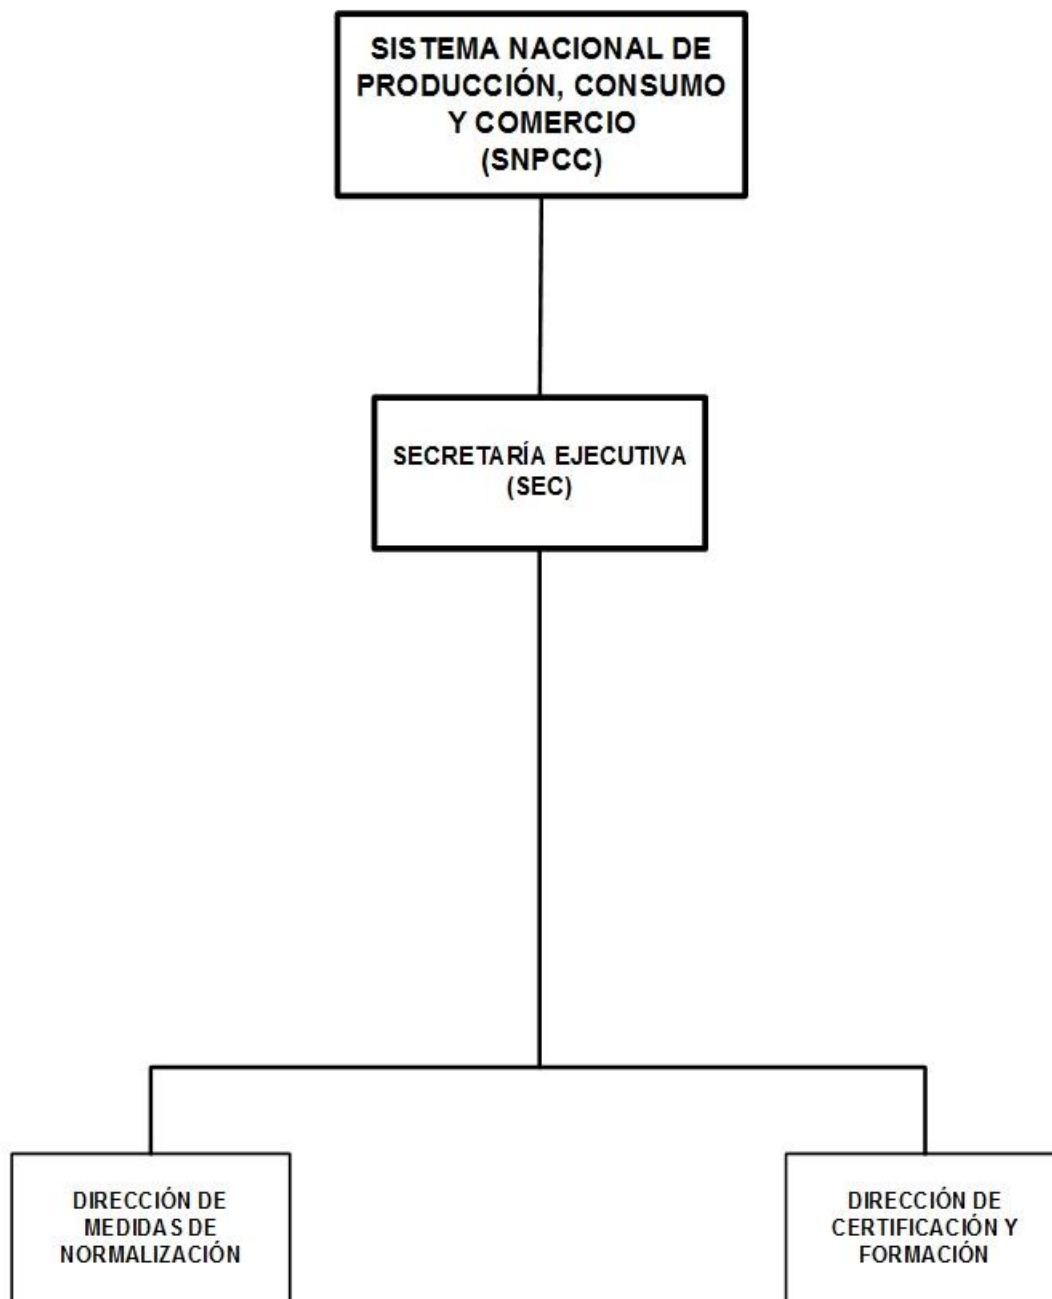 SISTEMA NACIONAL DE
PRODUCCIÓN, CONSUMO
Y COMERCIO
(SNPCC)
SECRETARÍA EJECUTIVA
(SEC)
DIRECCIÓN DE
MEDIDAS DE
NORMALIZACIÓN
DIRECCIÓN DE
CERTIFICACIÓN Y
FORMACIÓN